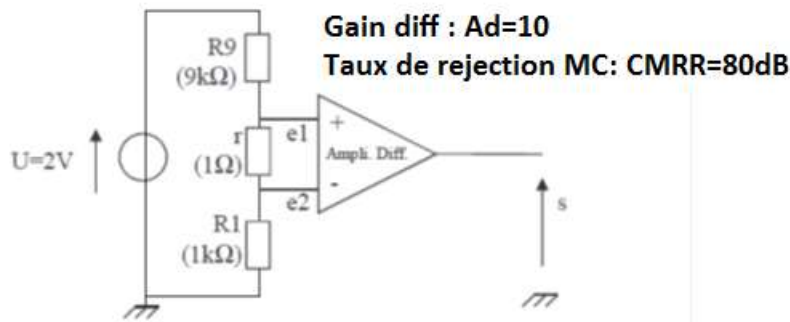 Gain diff : Ad=10
Taux de rejection MC: CMRR=80dB
R9
(9kΩ)
e1
+
r
(1Ω)
Ampli. Diff.
U=2V
-
e2
s
R1
(1kΩ)